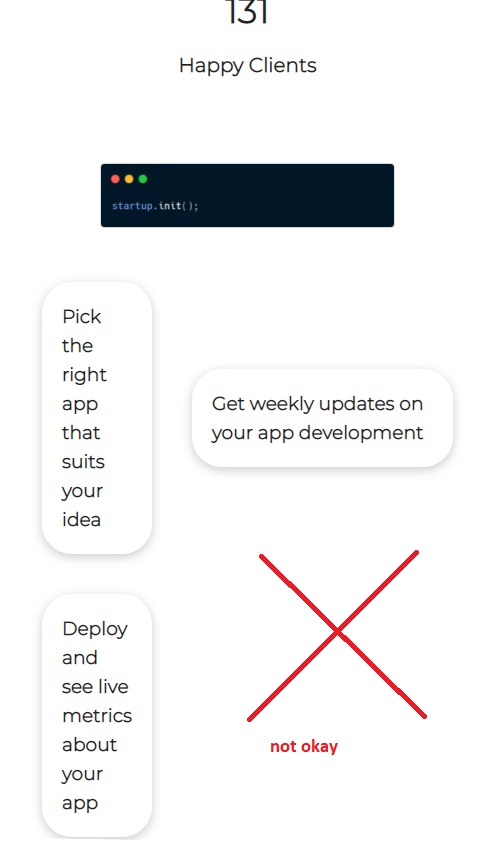 131
Happy Clients
startup.init();
Pick
the
right
app
that
suits
your
idea
Get weekly updates on
your app development
Deploy
and
see live
metrics
about
your
app
not okay